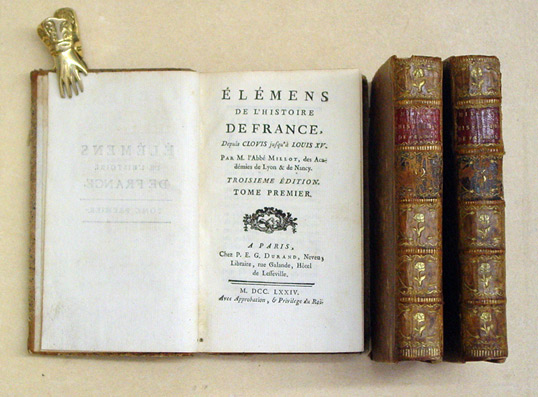 ÉLÉMENS
DE L'HISTOIRE
DE FRANCE,
Depuis CLOVIS jusqu'à LOUIS XV.
PAR M. l'Abbé MILLOT, des Aca-
démies de Lyon & de Nancy.
TROISIEME ÉDITION.
TOME PREMIER.
A PARIS,
Chez P. E. G. DURAND, Neveu,
Libraire, rue Galande, Hôtel
de Lesseville.
M. DCC. LXXIV.
Avec Approbation, & Privilege du Roi.